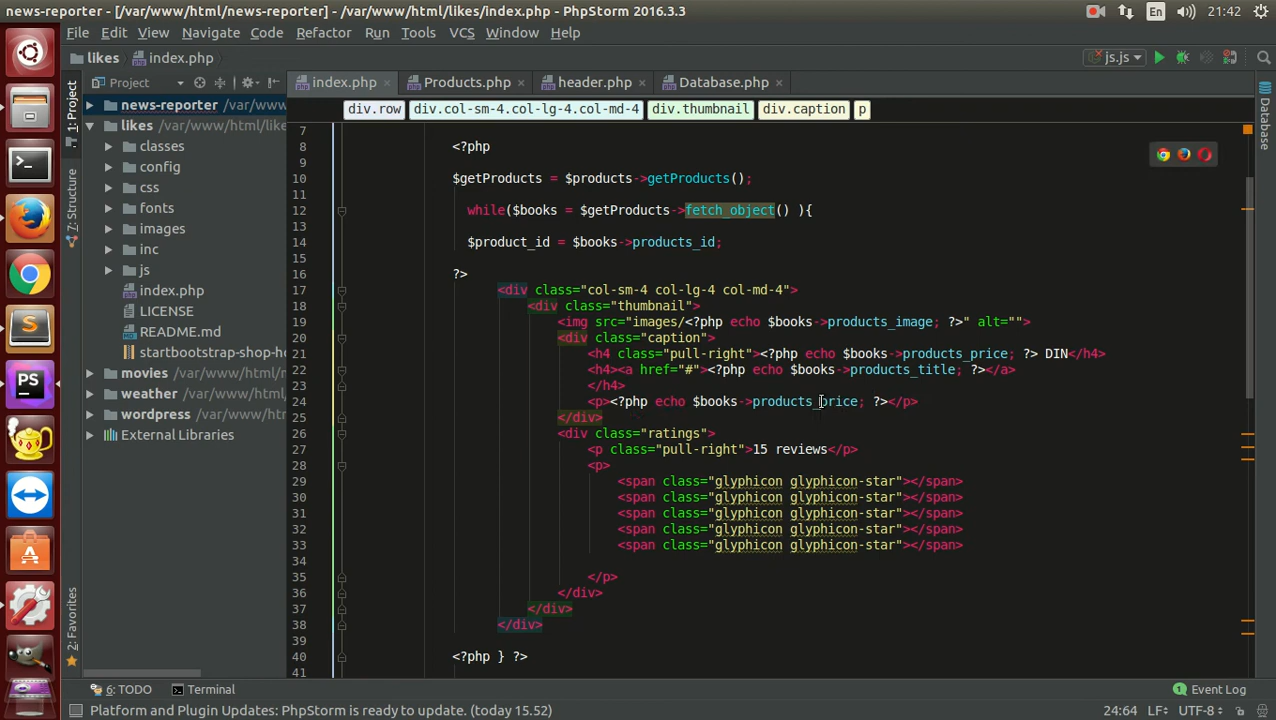 news-reporter - [/var/www/html/news-reporter] - /var/www/html/likes/index.php - PhpStorm 2016.3.3
En
21:42
File Edit View Navigate Code Refactor Run Tools VCS Window Help
likes index.php
js.js
Project
index.php Products.php header.php Database.php
div.row div.col-sm-4.col-lg-4.col-md-4 div.thumbnail div.caption p
1: Project
7: Structure
2: Favorites
Database
news-reporter /var/www
likes /var/www/html/like
classes
config
css
fonts
images
inc
js
index.php
LICENSE
README.md
startbootstrap-shop-ho
movies /var/www/html/
weather /var/www/html
wordpress /var/www/h
External Libraries
7
8 <?php
9
10 $getProducts = $products->getProducts();
11
12 while($books = $getProducts->fetch_object() ){
13
14 $product_id = $books->products_id;
15
16 ?>
17 <div class="col-sm-4 col-lg-4 col-md-4">
18 <div class="thumbnail">
19 <img src="images/<?php echo $books->products_image; ?>" alt="">
20 <div class="caption">
21 <h4 class="pull-right"><?php echo $books->products_price; ?> DIN</h4>
22 <h4><a href="#"><?php echo $books->products_title; ?></a>
23 </h4>
24 <p><?php echo $books->products_price; ?></p>
25 </div>
26 <div class="ratings">
27 <p class="pull-right">15 reviews</p>
28 <p>
29 <span class="glyphicon glyphicon-star"></span>
30 <span class="glyphicon glyphicon-star"></span>
31 <span class="glyphicon glyphicon-star"></span>
32 <span class="glyphicon glyphicon-star"></span>
33 <span class="glyphicon glyphicon-star"></span>
34
35 </p>
36 </div>
37 </div>
38 </div>
39
40 <?php } ?>
41
PS
6: TODO Terminal
1 Event Log
Platform and Plugin Updates: PhpStorm is ready to update. (today 15.52)
24:64 LF UTF-8